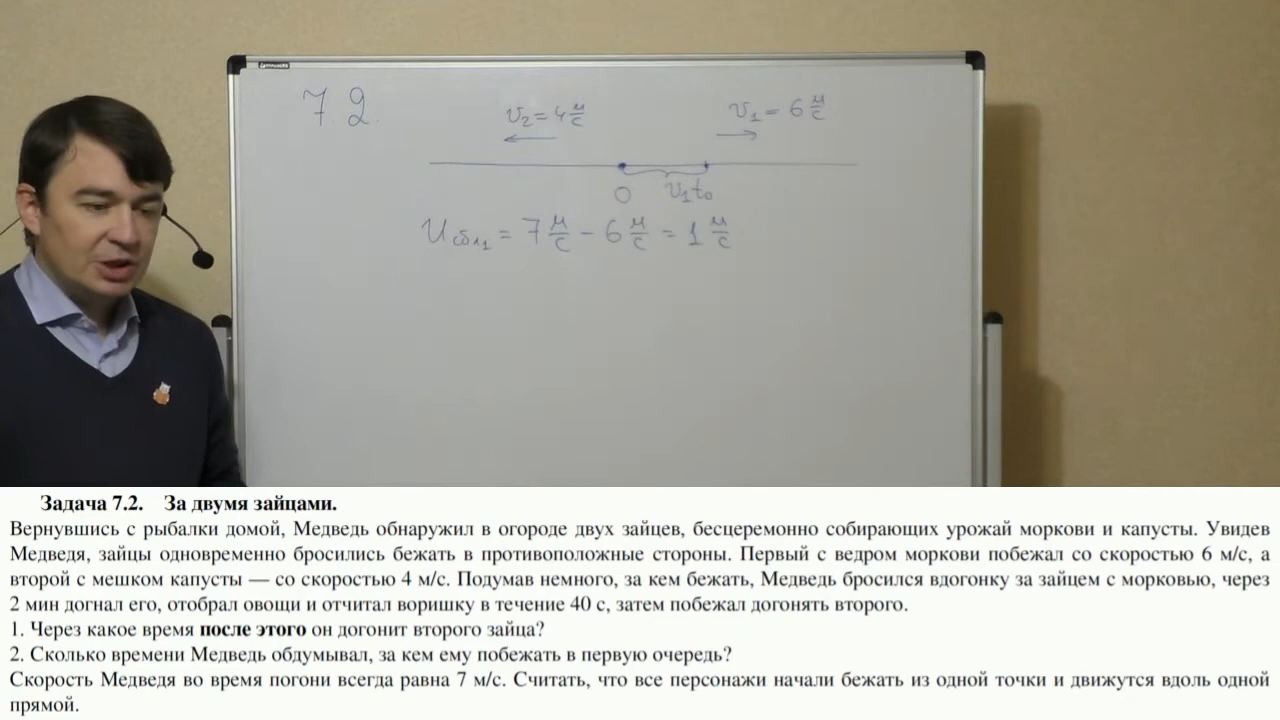 7.2.
υ₂ = 4 м/с
υ₁ = 6 м/с
O υ₁t₀
υсбл₁ = 7 м/с − 6 м/с = 1 м/с
Задача 7.2. За двумя зайцами.
Вернувшись с рыбалки домой, Медведь обнаружил в огороде двух зайцев, бесцеремонно собирающих урожай моркови и капусты. Увидев
Медведя, зайцы одновременно бросились бежать в противоположные стороны. Первый с ведром моркови побежал со скоростью 6 м/с, а
второй с мешком капусты — со скоростью 4 м/с. Подумав немного, за кем бежать, Медведь бросился вдогонку за зайцем с морковью, через
2 мин догнал его, отобрал овощи и отчитал воришку в течение 40 с, затем побежал догонять второго.
1. Через какое время после этого он догонит второго зайца?
2. Сколько времени Медведь обдумывал, за кем ему побежать в первую очередь?
Скорость Медведя во время погони всегда равна 7 м/с. Считать, что все персонажи начали бежать из одной точки и движутся вдоль одной
прямой.